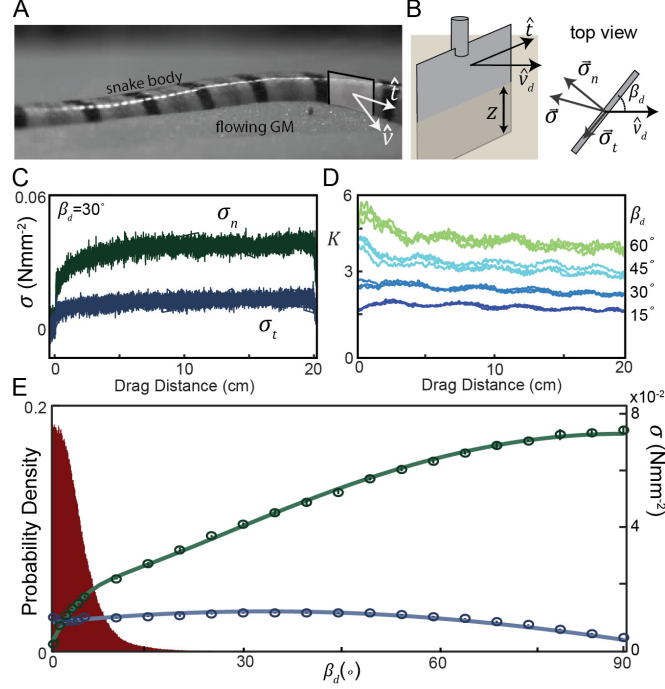 A
snake body
flowing GM
t̂
v̂
B
t̂
v̂d
z
top view
σ⃗n
σ⃗
σ⃗t
βd
v̂d
C
0.06
βd=30°
σn
σt
σ (Nmm⁻²)
0
0 10 20
Drag Distance (cm)
D
6
K
3
0
βd
60°
45°
30°
15°
0 10 20
Drag Distance (cm)
E
0.2
Probability Density
0
x10⁻²
8
σ (Nmm⁻²)
4
0
0 30 60 90
βd(°)